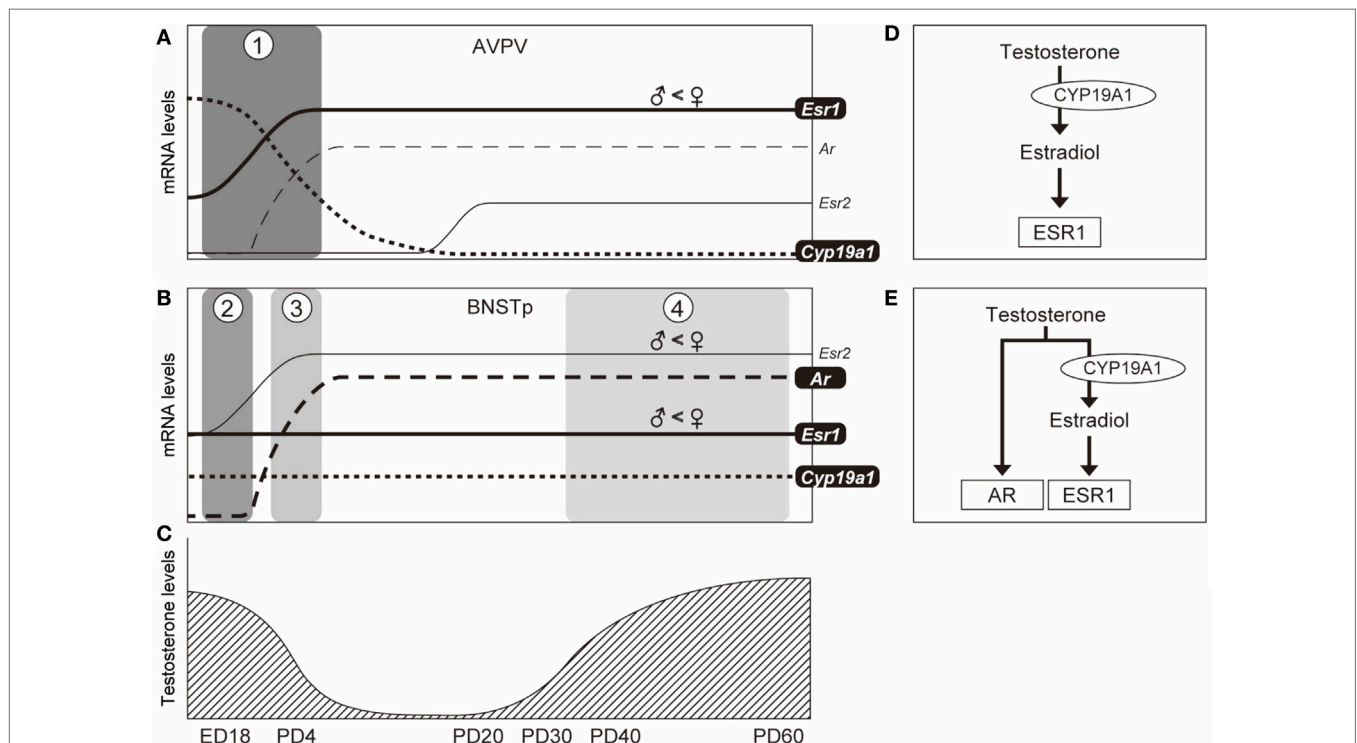 A
1
AVPV
mRNA levels
♂ < ♀
Esr1
Ar
Esr2
Cyp19a1
B
2
3
BNSTp
4
mRNA levels
♂ < ♀
Esr2
Ar
♂ < ♀
Esr1
Cyp19a1
C
Testosterone levels
ED18 PD4 PD20 PD30 PD40 PD60
D
Testosterone
CYP19A1
Estradiol
ESR1
E
Testosterone
CYP19A1
Estradiol
AR ESR1